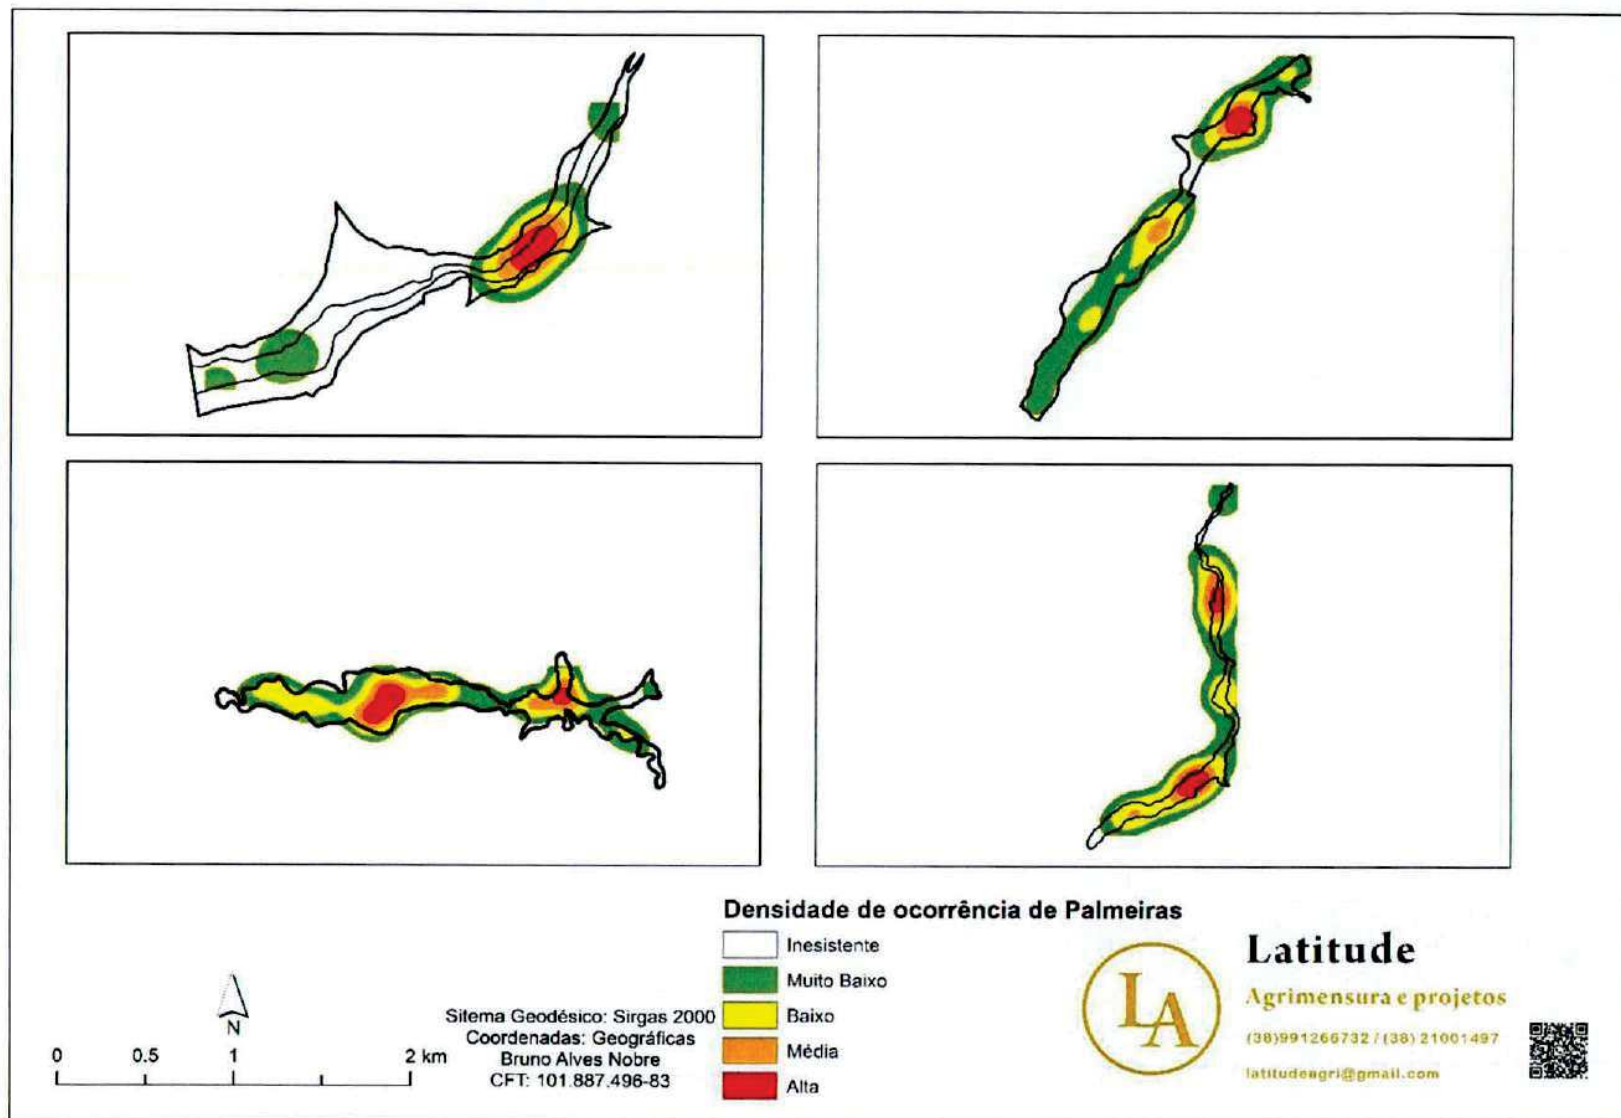 Densidade de ocorrência de Palmeiras
Inesistente
Muito Baixo
Baixo
Média
Alta
N
0 0.5 1 2 km
Sitema Geodésico: Sirgas 2000
Coordenadas: Geográficas
Bruno Alves Nobre
CFT: 101.887.496-83
LA
Latitude
Agrimensura e projetos
(38)991266732 / (38) 21001497
latitudeagri@gmail.com